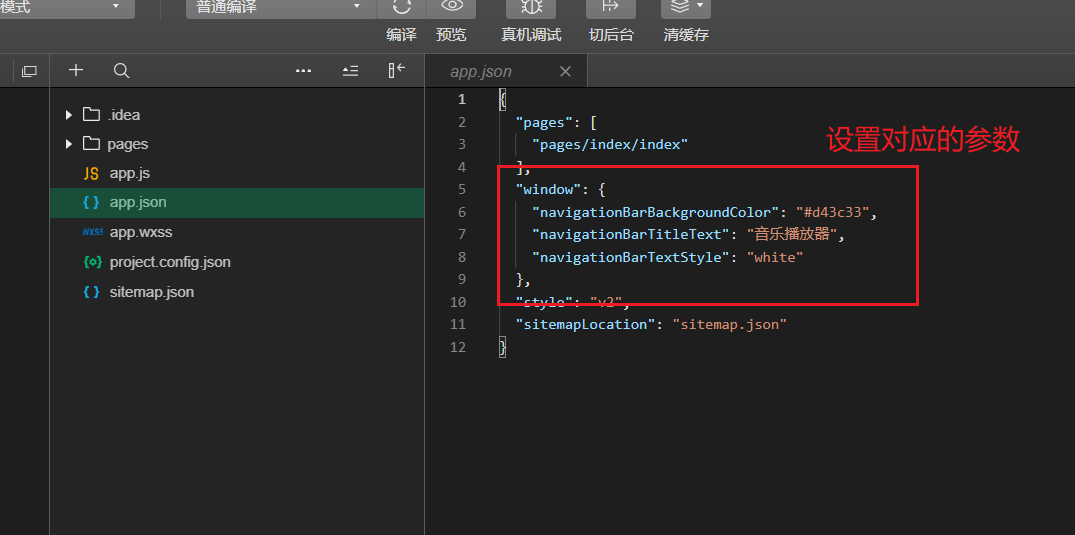 模式
普通编译
编译
预览
真机调试
切后台
清缓存
app.json
.idea
pages
app.js
app.json
app.wxss
project.config.json
sitemap.json
JS
{ }
WXSS
{ }
{ }
1 {
2 "pages": [
3 "pages/index/index"
4 ],
5 "window": {
6 "navigationBarBackgroundColor": "#d43c33",
7 "navigationBarTitleText": "音乐播放器",
8 "navigationBarTextStyle": "white"
9 },
10 "style": "v2",
11 "sitemapLocation": "sitemap.json"
12 }
设置对应的参数